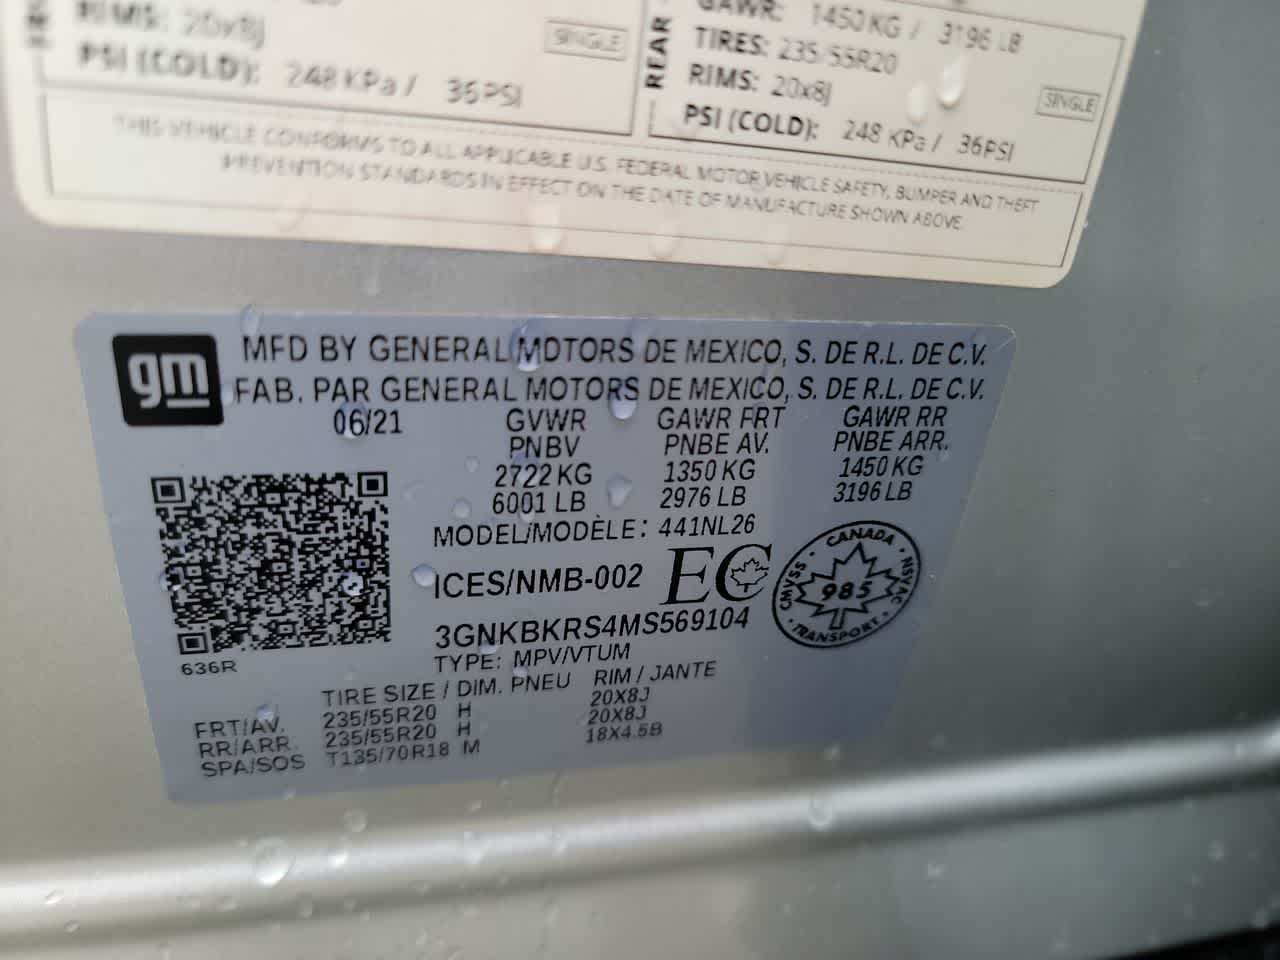 RIMS: 20x8J
SINGLE
PSI (COLD): 248 KPa / 36PSI
REAR
GAWR: 1450KG / 3196 LB
TIRES: 235/55R20
RIMS: 20x8J
SINGLE
PSI (COLD): 248 KPa / 36PSI
THIS VEHICLE CONFORMS TO ALL APPLICABLE U.S. FEDERAL MOTOR VEHICLE SAFETY, BUMPER AND THEFT
PREVENTION STANDARDS IN EFFECT ON THE DATE OF MANUFACTURE SHOWN ABOVE.
gm
MFD BY GENERAL MOTORS DE MEXICO, S. DE R.L. DE C.V.
FAB. PAR GENERAL MOTORS DE MEXICO, S. DE R.L. DE C.V.
06/21 GVWR GAWR FRT GAWR RR
PNBV PNBE AV. PNBE ARR.
2722 KG 1350 KG 1450 KG
6001 LB 2976 LB 3196 LB
MODEL/MODÈLE: 441NL26
ICES/NMB-002 EC
CANADA
CMVSS 985 NSVAC
TRANSPORT
3GNKBKRS4MS569104
636R
TYPE: MPV/VTUM
TIRE SIZE / DIM. PNEU RIM / JANTE
FRT/AV. 235/55R20 H 20X8J
RR/ARR. 235/55R20 H 20X8J
SPA/SOS T135/70R18 M 18X4.5B